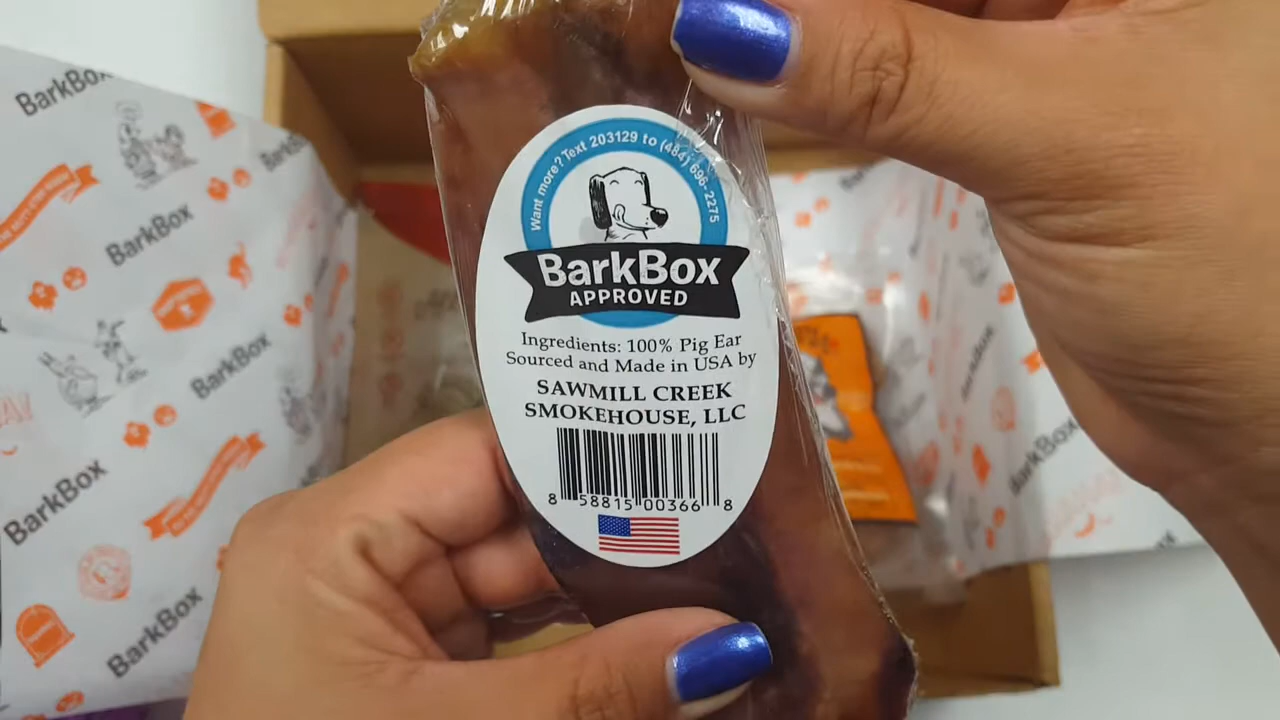 Want more? Text 203129 to (484) 696-2275
BarkBox
APPROVED
Ingredients: 100% Pig Ear
Sourced and Made in USA by
SAWMILL CREEK
SMOKEHOUSE, LLC
8 58815 00366 8
BarkBox
BarkBox
BarkBox
BarkBox
BarkBox
BarkBox